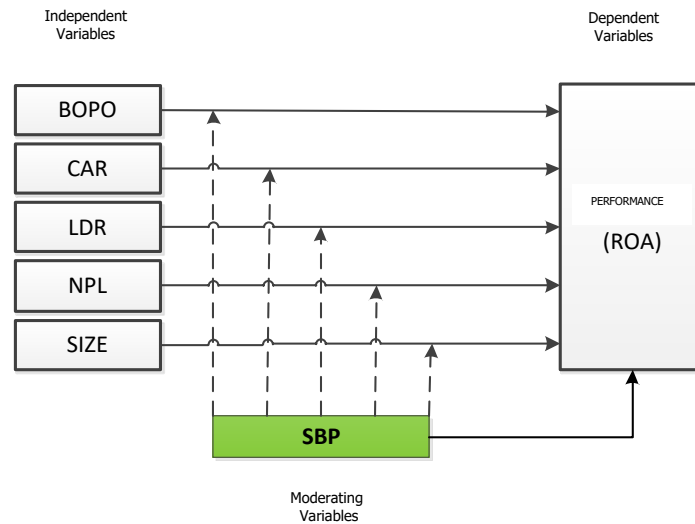 Independent
Variables
Dependent
Variables
BOPO
CAR
LDR
NPL
SIZE
PERFORMANCE
(ROA)
SBP
Moderating
Variables